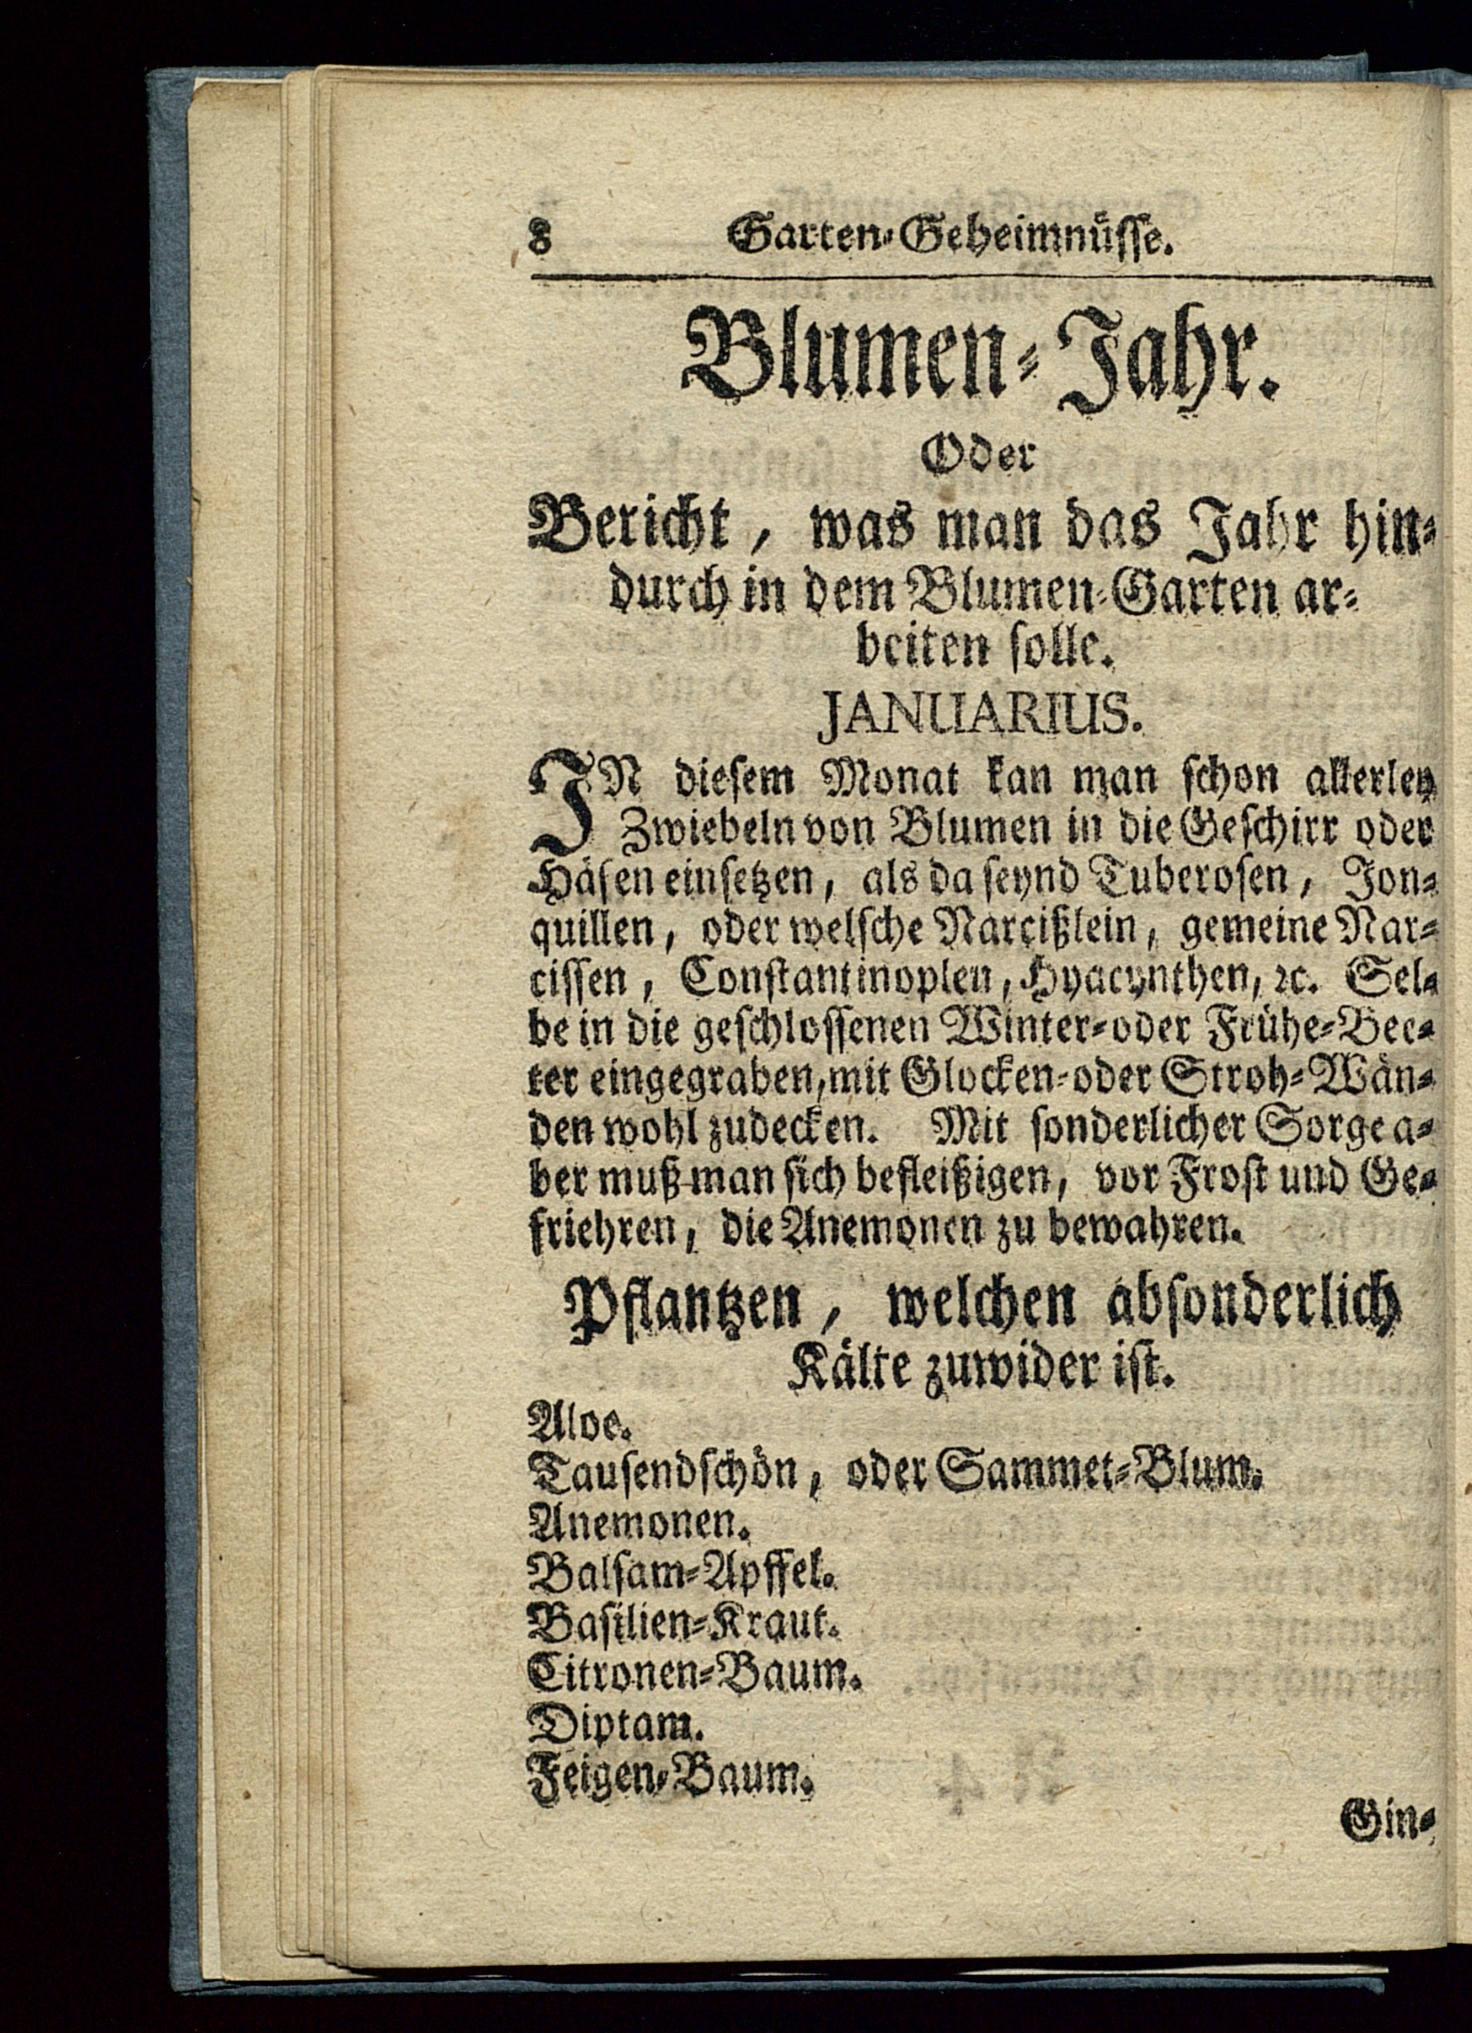 8 Garten-Geheimnüsse.
Blumen-Jahr.
Oder
Bericht, was man das Jahr hin-
durch in dem Blumen-Garten ar-
beiten solle.
JANUARIUS.
IN diesem Monat kan man schon allerley
Zwiebeln von Blumen in die Geschirr oder
Häfen einsetzen, als da seynd Tuberosen, Jon-
quillen, oder welsche Narcißlein, gemeine Nar-
cissen, Constantinoplen, Hyacynthen, ꝛc. Sel-
be in die geschlossenen Winter-oder Frühe-Bee-
ter eingegraben, mit Glocken-oder Stroh-Wän-
den wohl zudecken. Mit sonderlicher Sorge a-
ber muß man sich befleißigen, vor Frost und Ge-
friehren, die Anemonen zu bewahren.
Pflantzen, welchen absonderlich
Kälte zuwider ist.
Aloe.
Tausendschön, oder Sammet-Blum.
Anemonen.
Balsam-Apffel.
Basilien-Kraut.
Citronen-Baum.
Diptam.
Feigen-Baum.
Gin-